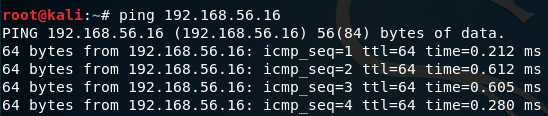 root@kali:~# ping 192.168.56.16
PING 192.168.56.16 (192.168.56.16) 56(84) bytes of data.
64 bytes from 192.168.56.16: icmp_seq=1 ttl=64 time=0.212 ms
64 bytes from 192.168.56.16: icmp_seq=2 ttl=64 time=0.612 ms
64 bytes from 192.168.56.16: icmp_seq=3 ttl=64 time=0.605 ms
64 bytes from 192.168.56.16: icmp_seq=4 ttl=64 time=0.280 ms